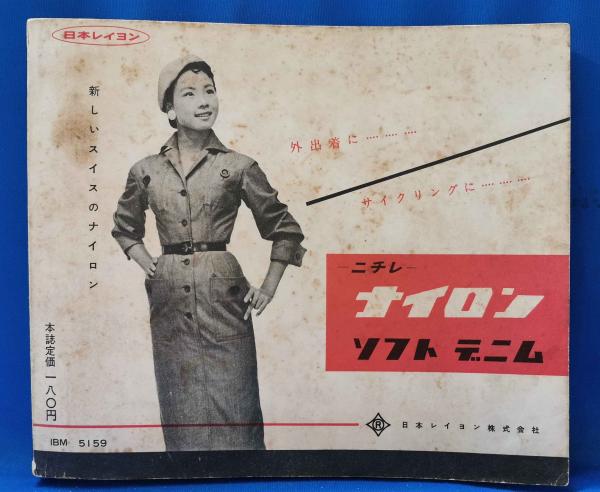 日本レイヨン
新しいスイスのナイロン
外出着に………
サイクリングに………
ーニチレー
ナイロン
ソフト デニム
本誌定価 一八〇円
IBM 5159
R 日本レイヨン株式会社